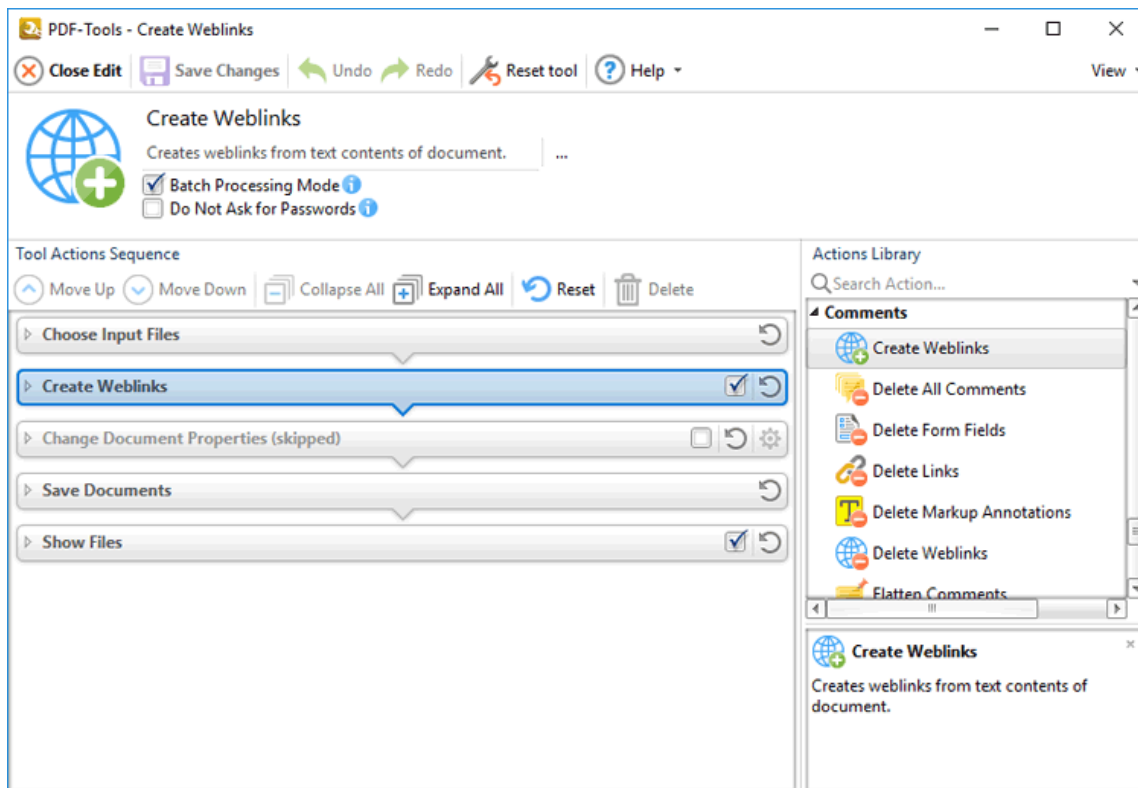 PDF-Tools - Create Weblinks
Close Edit Save Changes Undo Redo Reset tool Help View
Create Weblinks
Creates weblinks from text contents of document. ...
Batch Processing Mode
Do Not Ask for Passwords
Tool Actions Sequence
Move Up Move Down Collapse All Expand All Reset Delete
Choose Input Files
Create Weblinks
Change Document Properties (skipped)
Save Documents
Show Files
Actions Library
Search Action...
Comments
Create Weblinks
Delete All Comments
Delete Form Fields
Delete Links
Delete Markup Annotations
Delete Weblinks
Flatten Comments
Create Weblinks
Creates weblinks from text contents of
document.